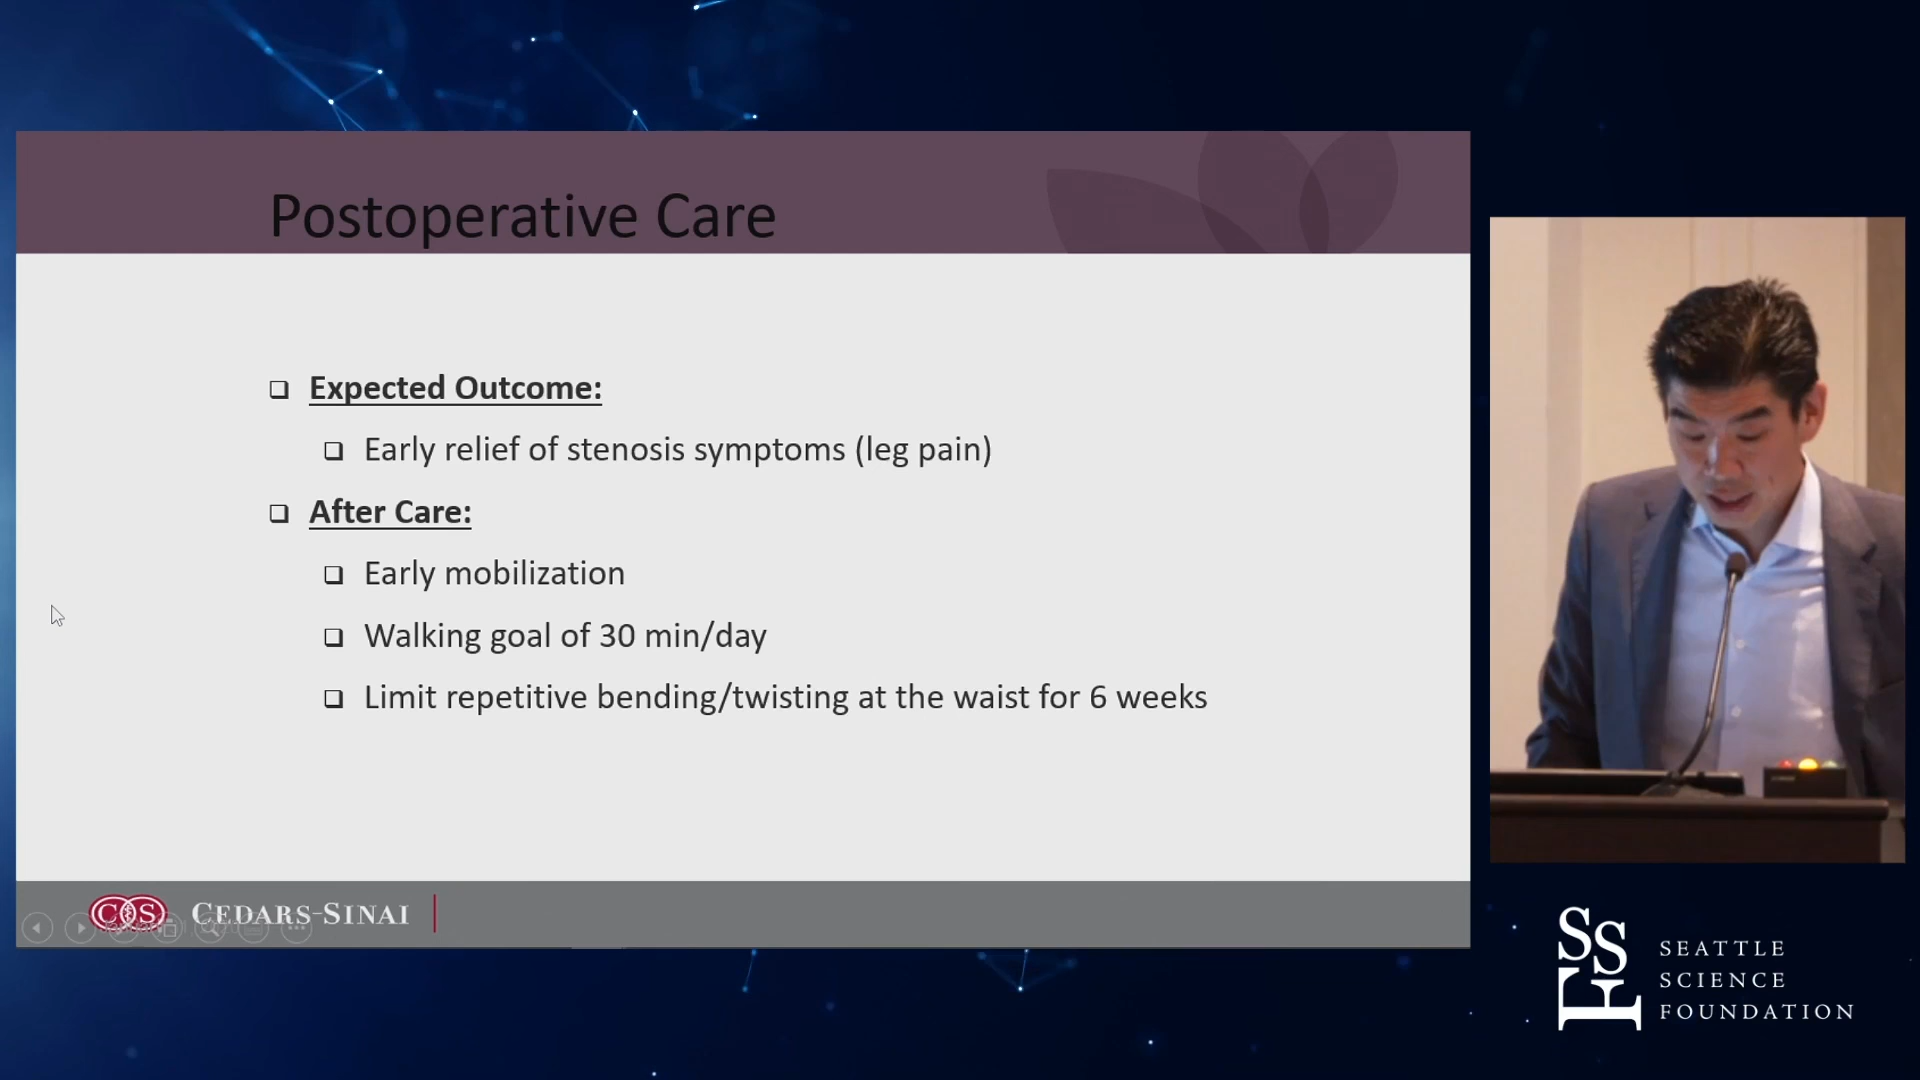 Postoperative Care
Expected Outcome:
Early relief of stenosis symptoms (leg pain)
After Care:
Early mobilization
Walking goal of 30 min/day
Limit repetitive bending/twisting at the waist for 6 weeks
CEDARS-SINAI
SSF
SEATTLE
SCIENCE
FOUNDATION